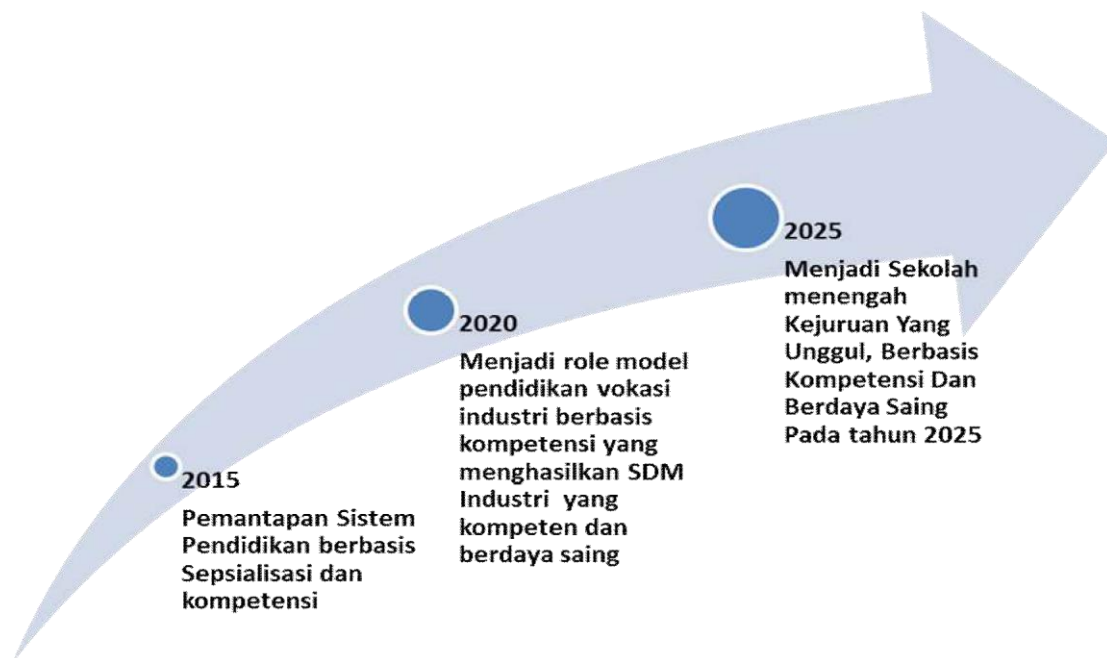 2015
Pemantapan Sistem
Pendidikan berbasis
Sepsialisasi dan
kompetensi
2020
Menjadi role model
pendidikan vokasi
industri berbasis
kompetensi yang
menghasilkan SDM
Industri yang
kompeten dan
berdaya saing
2025
Menjadi Sekolah
menengah
Kejuruan Yang
Unggul, Berbasis
Kompetensi Dan
Berdaya Saing
Pada tahun 2025